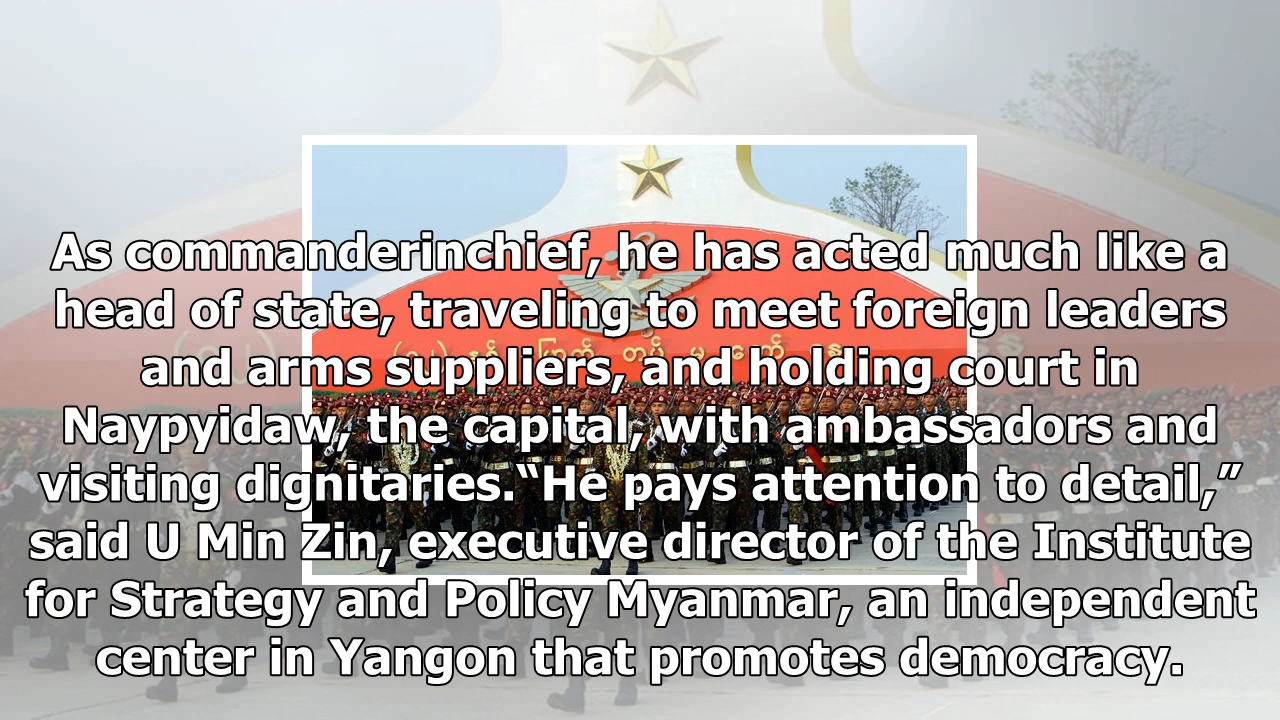 As commanderinchief, he has acted much like a
head of state, traveling to meet foreign leaders
and arms suppliers, and holding court in
Naypyidaw, the capital, with ambassadors and
visiting dignitaries.“He pays attention to detail,”
said U Min Zin, executive director of the Institute
for Strategy and Policy Myanmar, an independent
center in Yangon that promotes democracy.